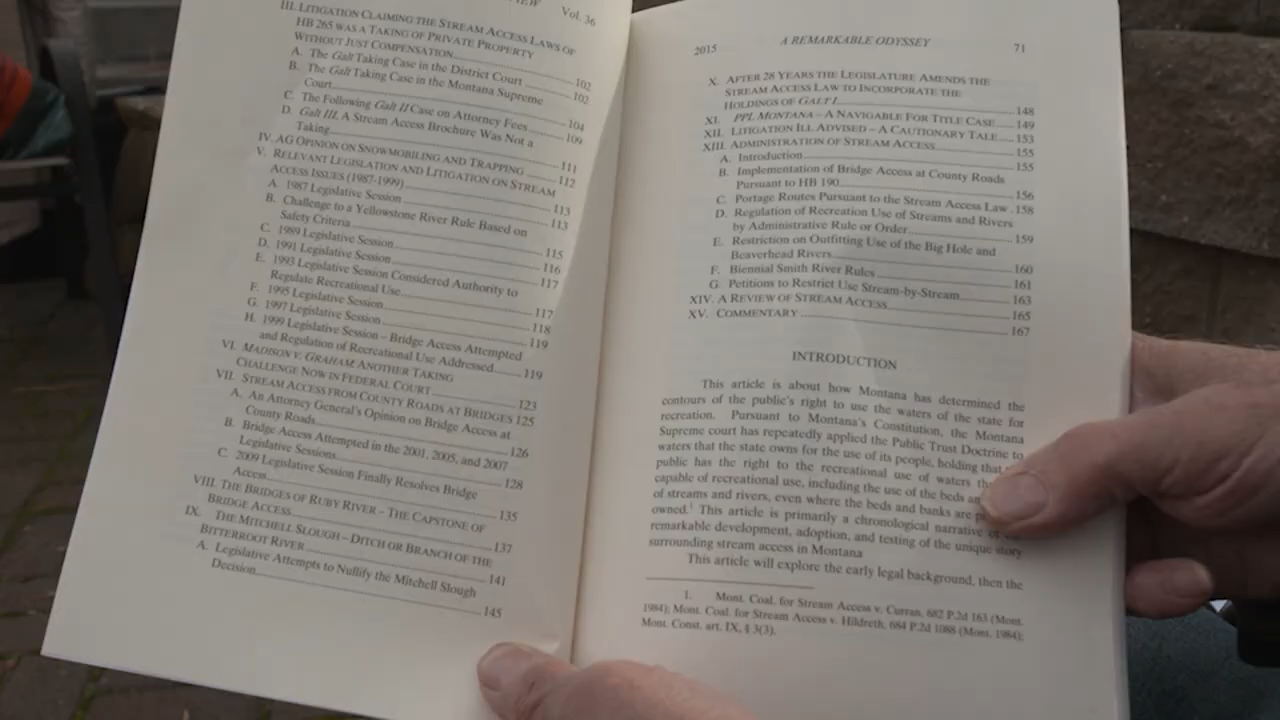 Vol. 36
III. LITIGATION CLAIMING THE STREAM ACCESS LAWS OF
HB 265 WAS A TAKING OF PRIVATE PROPERTY
WITHOUT JUST COMPENSATION 102
A. The Galt Taking Case in the District Court 102
B. The Galt Taking Case in the Montana Supreme
Court 104
C. The Following Galt II Case on Attorney Fees 109
D. Galt III, A Stream Access Brochure Was Not a
Taking 111
IV. AG OPINION ON SNOWMOBILING AND TRAPPING 112
V. RELEVANT LEGISLATION AND LITIGATION ON STREAM
ACCESS ISSUES (1987-1999) 113
A. 1987 Legislative Session 113
B. Challenge to a Yellowstone River Rule Based on
Safety Criteria 115
C. 1989 Legislative Session 116
D. 1991 Legislative Session 117
E. 1993 Legislative Session Considered Authority to
Regulate Recreational Use 117
F. 1995 Legislative Session 118
G. 1997 Legislative Session 119
H. 1999 Legislative Session – Bridge Access Attempted
and Regulation of Recreational Use Addressed 119
VI. MADISON V. GRAHAM: ANOTHER TAKING
CHALLENGE NOW IN FEDERAL COURT 123
VII. STREAM ACCESS FROM COUNTY ROADS AT BRIDGES 125
A. An Attorney General's Opinion on Bridge Access at
County Roads 126
B. Bridge Access Attempted in the 2001, 2005, and 2007
Legislative Sessions 128
C. 2009 Legislative Session Finally Resolves Bridge
Access 135
VIII. THE BRIDGES OF RUBY RIVER – THE CAPSTONE OF
BRIDGE ACCESS 137
IX. THE MITCHELL SLOUGH – DITCH OR BRANCH OF THE
BITTERROOT RIVER 141
A. Legislative Attempts to Nullify the Mitchell Slough
Decision 145
2015 A REMARKABLE ODYSSEY 71
X. AFTER 28 YEARS THE LEGISLATURE AMENDS THE
STREAM ACCESS LAW TO INCORPORATE THE
HOLDINGS OF GALT I 148
XI. PPL MONTANA – A NAVIGABLE FOR TITLE CASE 149
XII. LITIGATION ILL ADVISED – A CAUTIONARY TALE 153
XIII. ADMINISTRATION OF STREAM ACCESS 155
A. Introduction 155
B. Implementation of Bridge Access at County Roads
Pursuant to HB 190 156
C. Portage Routes Pursuant to the Stream Access Law . 158
D. Regulation of Recreation Use of Streams and Rivers
by Administrative Rule or Order 159
E. Restriction on Outfitting Use of the Big Hole and
Beaverhead Rivers 160
F. Biennial Smith River Rules 161
G. Petitions to Restrict Use Stream-by-Stream 163
XIV. A REVIEW OF STREAM ACCESS 165
XV. COMMENTARY 167
INTRODUCTION
This article is about how Montana has determined the
contours of the public's right to use the waters of the state for
recreation. Pursuant to Montana's Constitution, the Montana
Supreme court has repeatedly applied the Public Trust Doctrine to
waters that the state owns for the use of its people, holding that
public has the right to the recreational use of waters
capable of recreational use, including the use of the beds
of streams and rivers, even where the beds and banks are
owned.1 This article is primarily a chronological narrative of
remarkable development, adoption, and testing of the unique story
surrounding stream access in Montana
This article will explore the early legal background, then the
1. Mont. Coal. for Stream Access v. Curran, 682 P.2d 163 (Mont.
1984); Mont. Coal. for Stream Access v. Hildreth, 684 P.2d 1088 (Mont. 1984);
Mont. Const. art. IX, § 3(3).